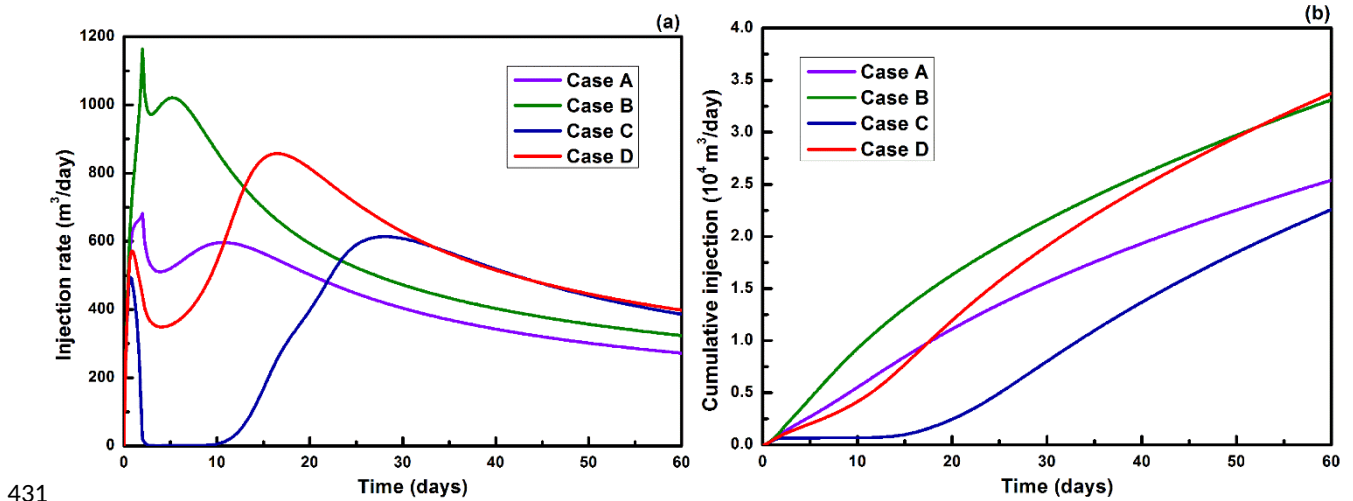 (a)
Injection rate (m³/day)
1200
1000
800
600
400
200
0
Case A
Case B
Case C
Case D
0 10 20 30 40 50 60
Time (days)
(b)
Cumulative injection (10⁴ m³/day)
4.0
3.5
3.0
2.5
2.0
1.5
1.0
0.5
0.0
Case A
Case B
Case C
Case D
0 10 20 30 40 50 60
Time (days)
431